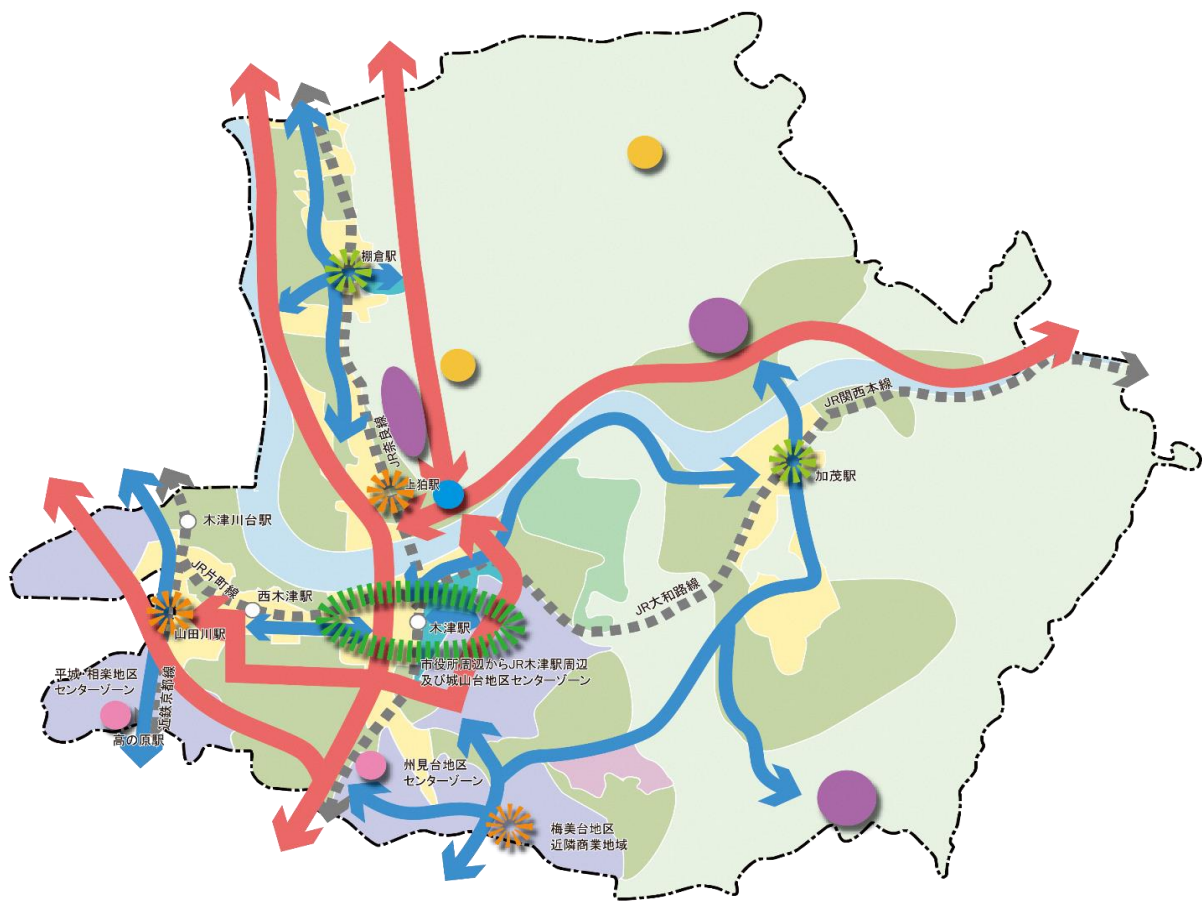 棚倉駅
JR奈良線
上狛駅
JR関西本線
加茂駅
木津川台駅
JR片町線
西木津駅
山田川駅
木津駅
JR大和路線
市役所周辺からJR木津駅周辺
及び城山台地区センターゾーン
平城・相楽地区
センターゾーン
近鉄京都線
高の原駅
州見台地区
センターゾーン
梅美台地区
近隣商業地域